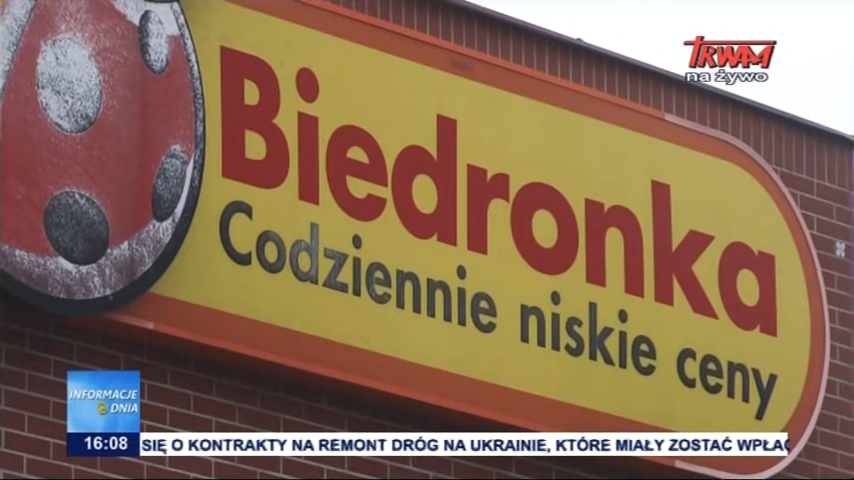 TRWAM
na żywo
Biedronka
Codziennie niskie ceny
INFORMACJE
DNIA
16:08
SIĘ O KONTRAKTY NA REMONT DRÓG NA UKRAINIE, KTÓRE MIAŁY ZOSTAĆ